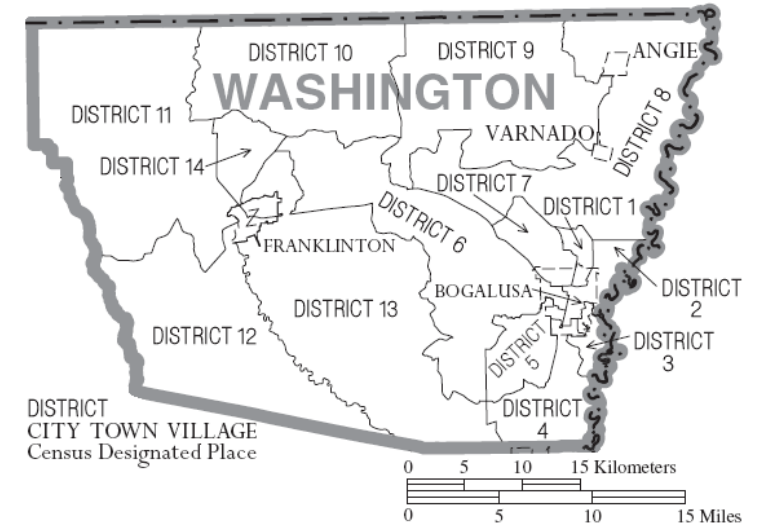 DISTRICT 10
DISTRICT 9
ANGIE
WASHINGTON
DISTRICT 11
DISTRICT 8
VARNADO
DISTRICT 14
DISTRICT 7
DISTRICT 1
DISTRICT 6
FRANKLINTON
BOGALUSA
DISTRICT
2
DISTRICT 13
DISTRICT 12
DISTRICT
5
DISTRICT
3
DISTRICT
4
DISTRICT
CITY TOWN VILLAGE
Census Designated Place
0 5 10 15 Kilometers
0 5 10 15 Miles